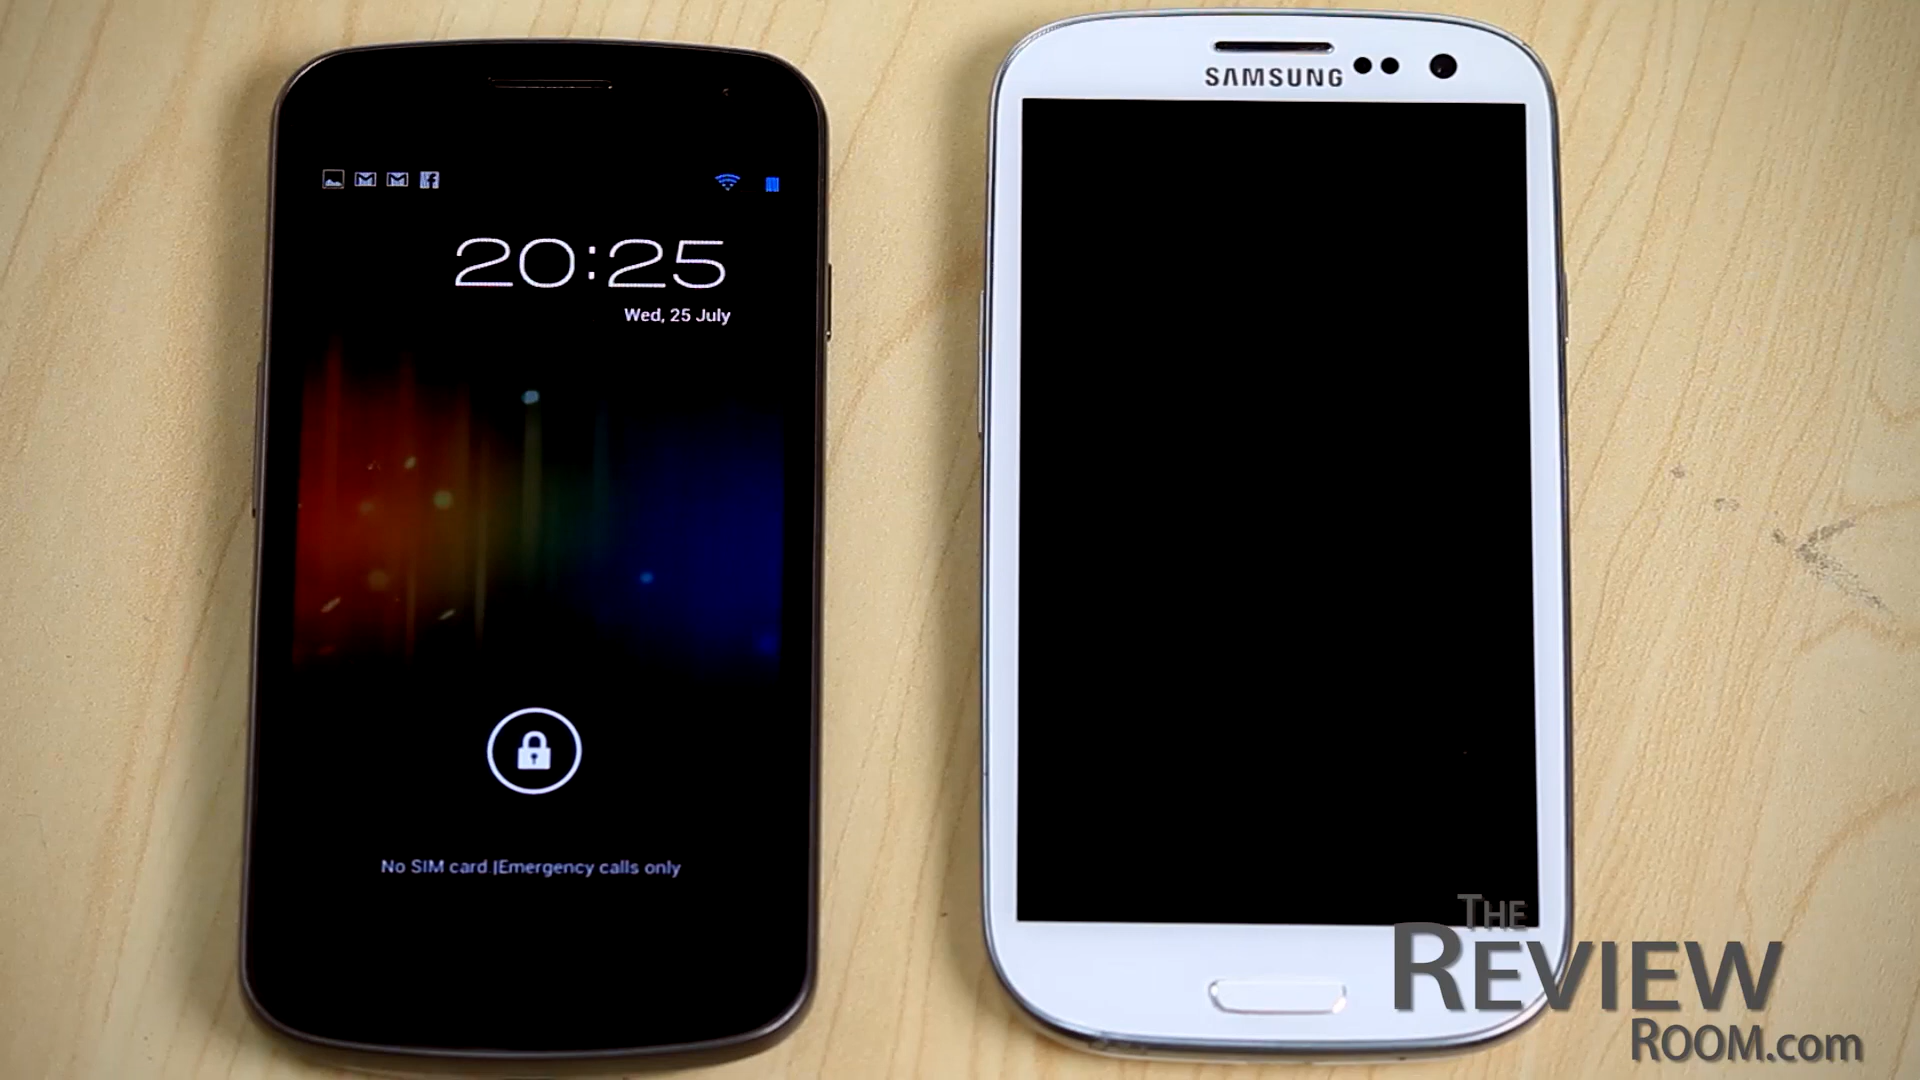 SAMSUNG
20:25
Wed, 25 July
No SIM card |Emergency calls only
THE
REVIEW
ROOM.com